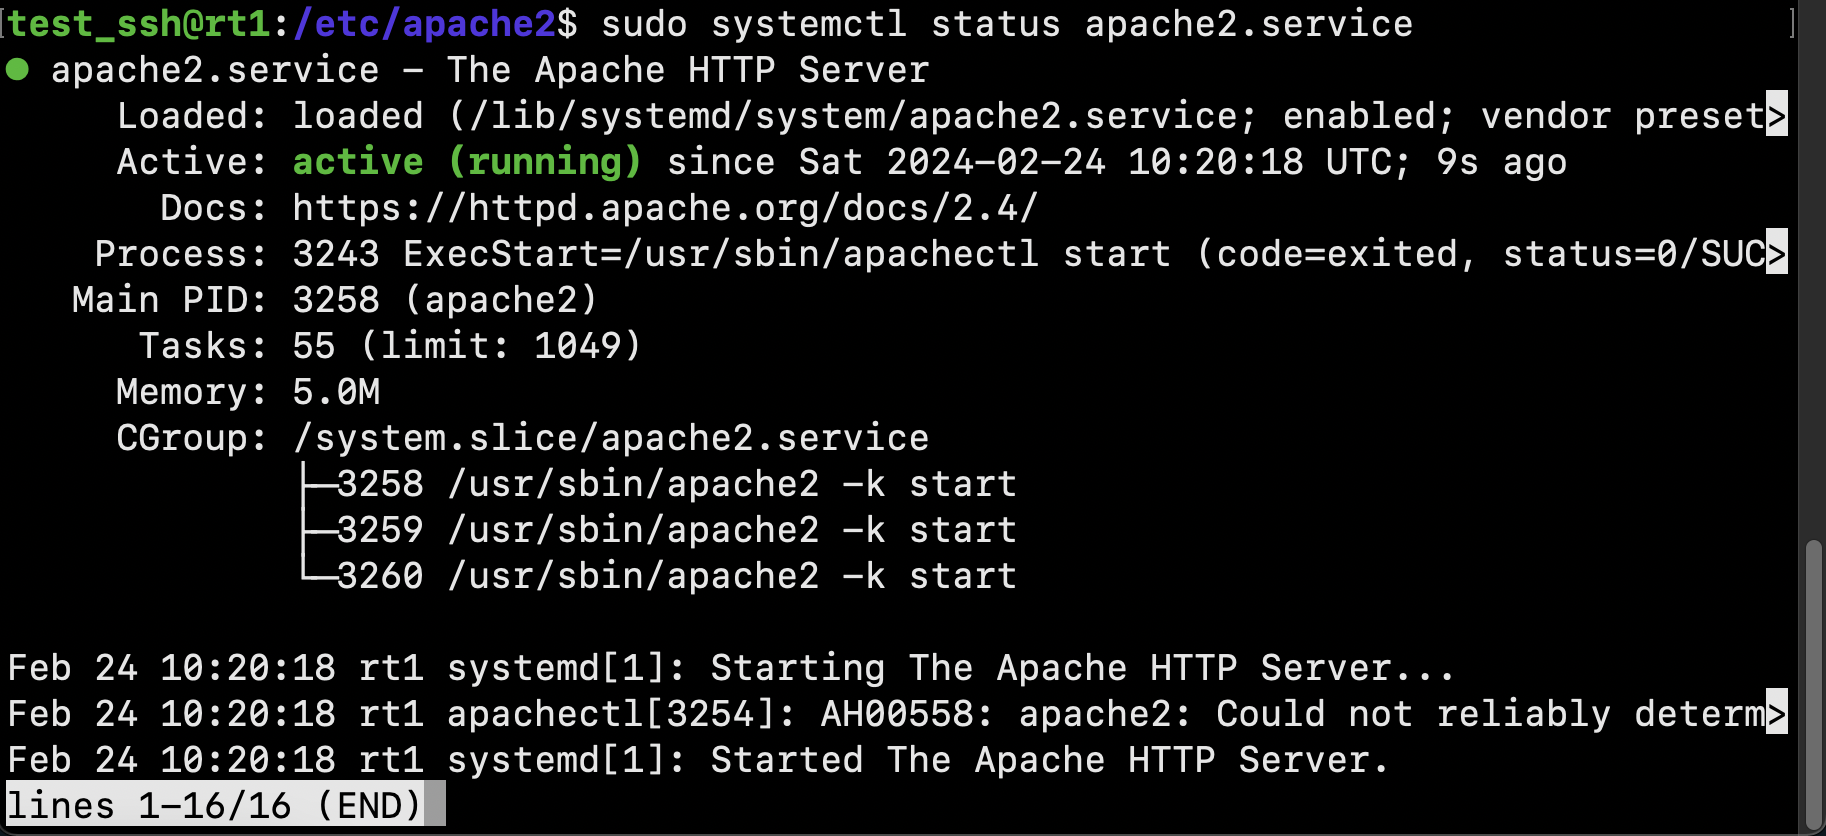 [test_ssh@rt1:/etc/apache2$ sudo systemctl status apache2.service ]
● apache2.service – The Apache HTTP Server
     Loaded: loaded (/lib/systemd/system/apache2.service; enabled; vendor preset>
     Active: active (running) since Sat 2024–02–24 10:20:18 UTC; 9s ago
       Docs: https://httpd.apache.org/docs/2.4/
    Process: 3243 ExecStart=/usr/sbin/apachectl start (code=exited, status=0/SUC>
   Main PID: 3258 (apache2)
      Tasks: 55 (limit: 1049)
     Memory: 5.0M
     CGroup: /system.slice/apache2.service
             ├─3258 /usr/sbin/apache2 –k start
             ├─3259 /usr/sbin/apache2 –k start
             └─3260 /usr/sbin/apache2 –k start

Feb 24 10:20:18 rt1 systemd[1]: Starting The Apache HTTP Server...
Feb 24 10:20:18 rt1 apachectl[3254]: AH00558: apache2: Could not reliably determ>
Feb 24 10:20:18 rt1 systemd[1]: Started The Apache HTTP Server.
lines 1–16/16 (END)